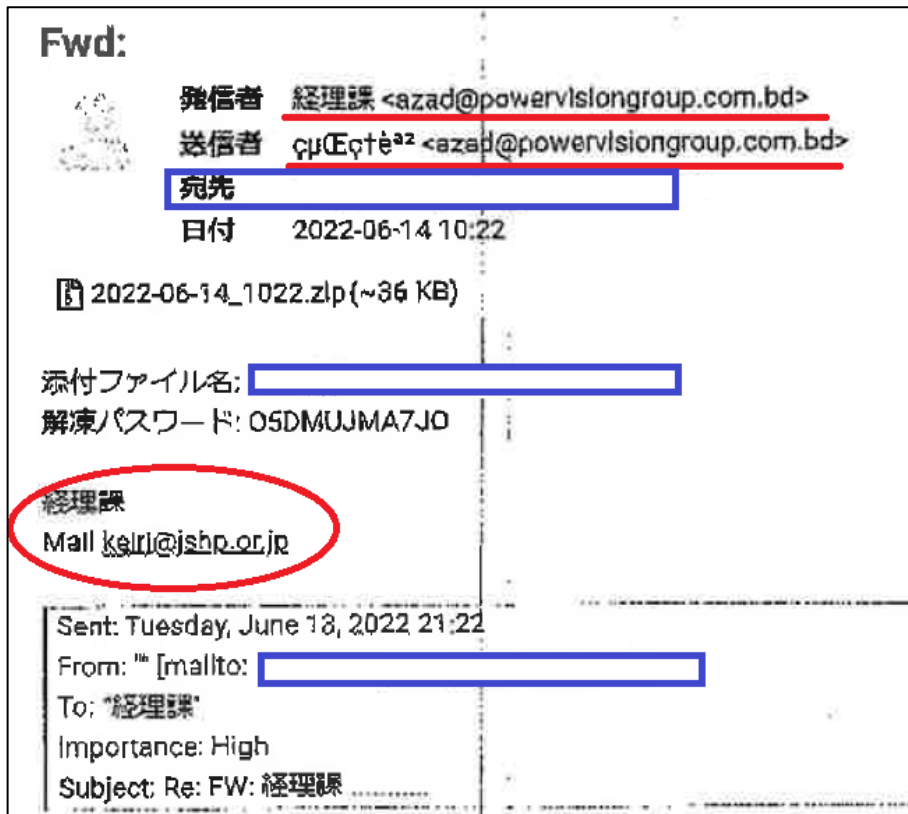 Fwd:
発信者 経理課 <azad@powervisiongroup.com.bd>
送信者 çµŒç†èª² <azad@powervisiongroup.com.bd>
宛先
日付 2022-06-14 10:22
2022-06-14_1022.zip (~36 KB)
添付ファイル名:
解凍パスワード: O5DMUJMA7JO
経理課
Mail keiri@jshp.or.jp
Sent: Tuesday, June 13, 2022 21:22
From: "" [mailto:
To: "経理課"
Importance: High
Subject: Re: FW: 経理課 ..........